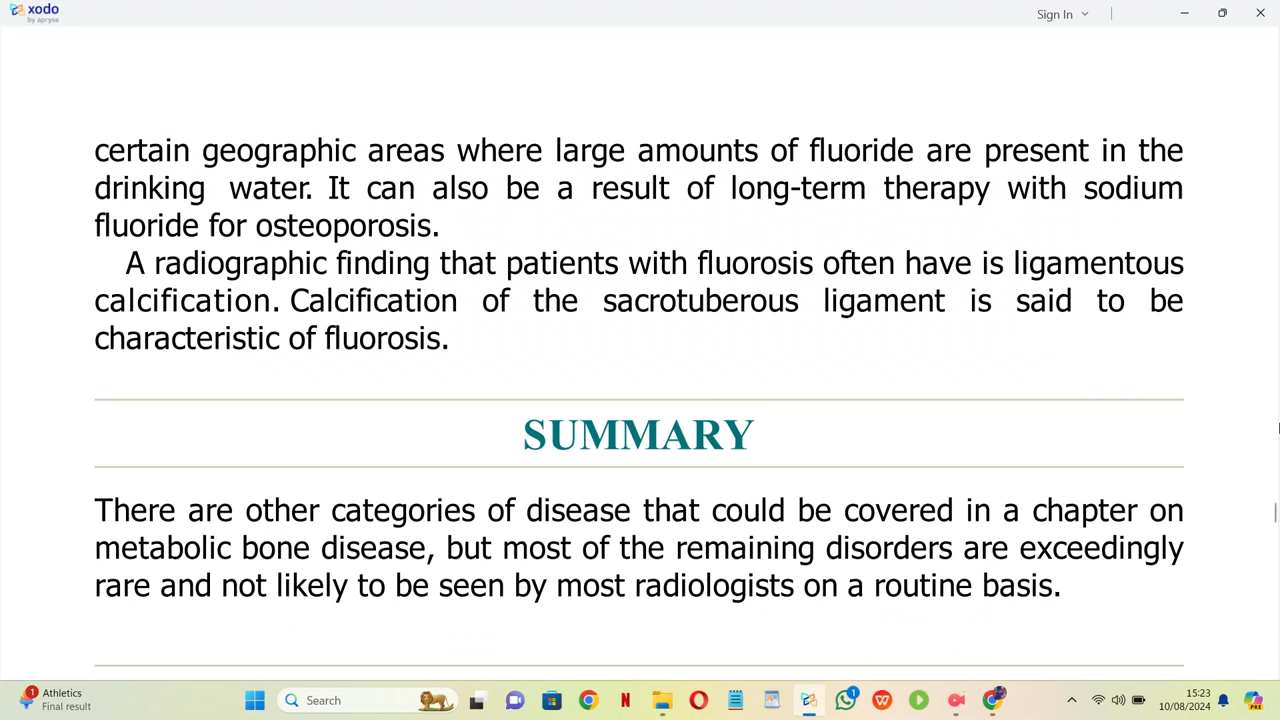 xodo
by apryse
Sign In
certain geographic areas where large amounts of fluoride are present in the
drinking water. It can also be a result of long-term therapy with sodium
fluoride for osteoporosis.
A radiographic finding that patients with fluorosis often have is ligamentous
calcification. Calcification of the sacrotuberous ligament is said to be
characteristic of fluorosis.
SUMMARY
There are other categories of disease that could be covered in a chapter on
metabolic bone disease, but most of the remaining disorders are exceedingly
rare and not likely to be seen by most radiologists on a routine basis.
1
Athletics
Final result
Search
N
1
W
15:23
10/08/2024
PRE